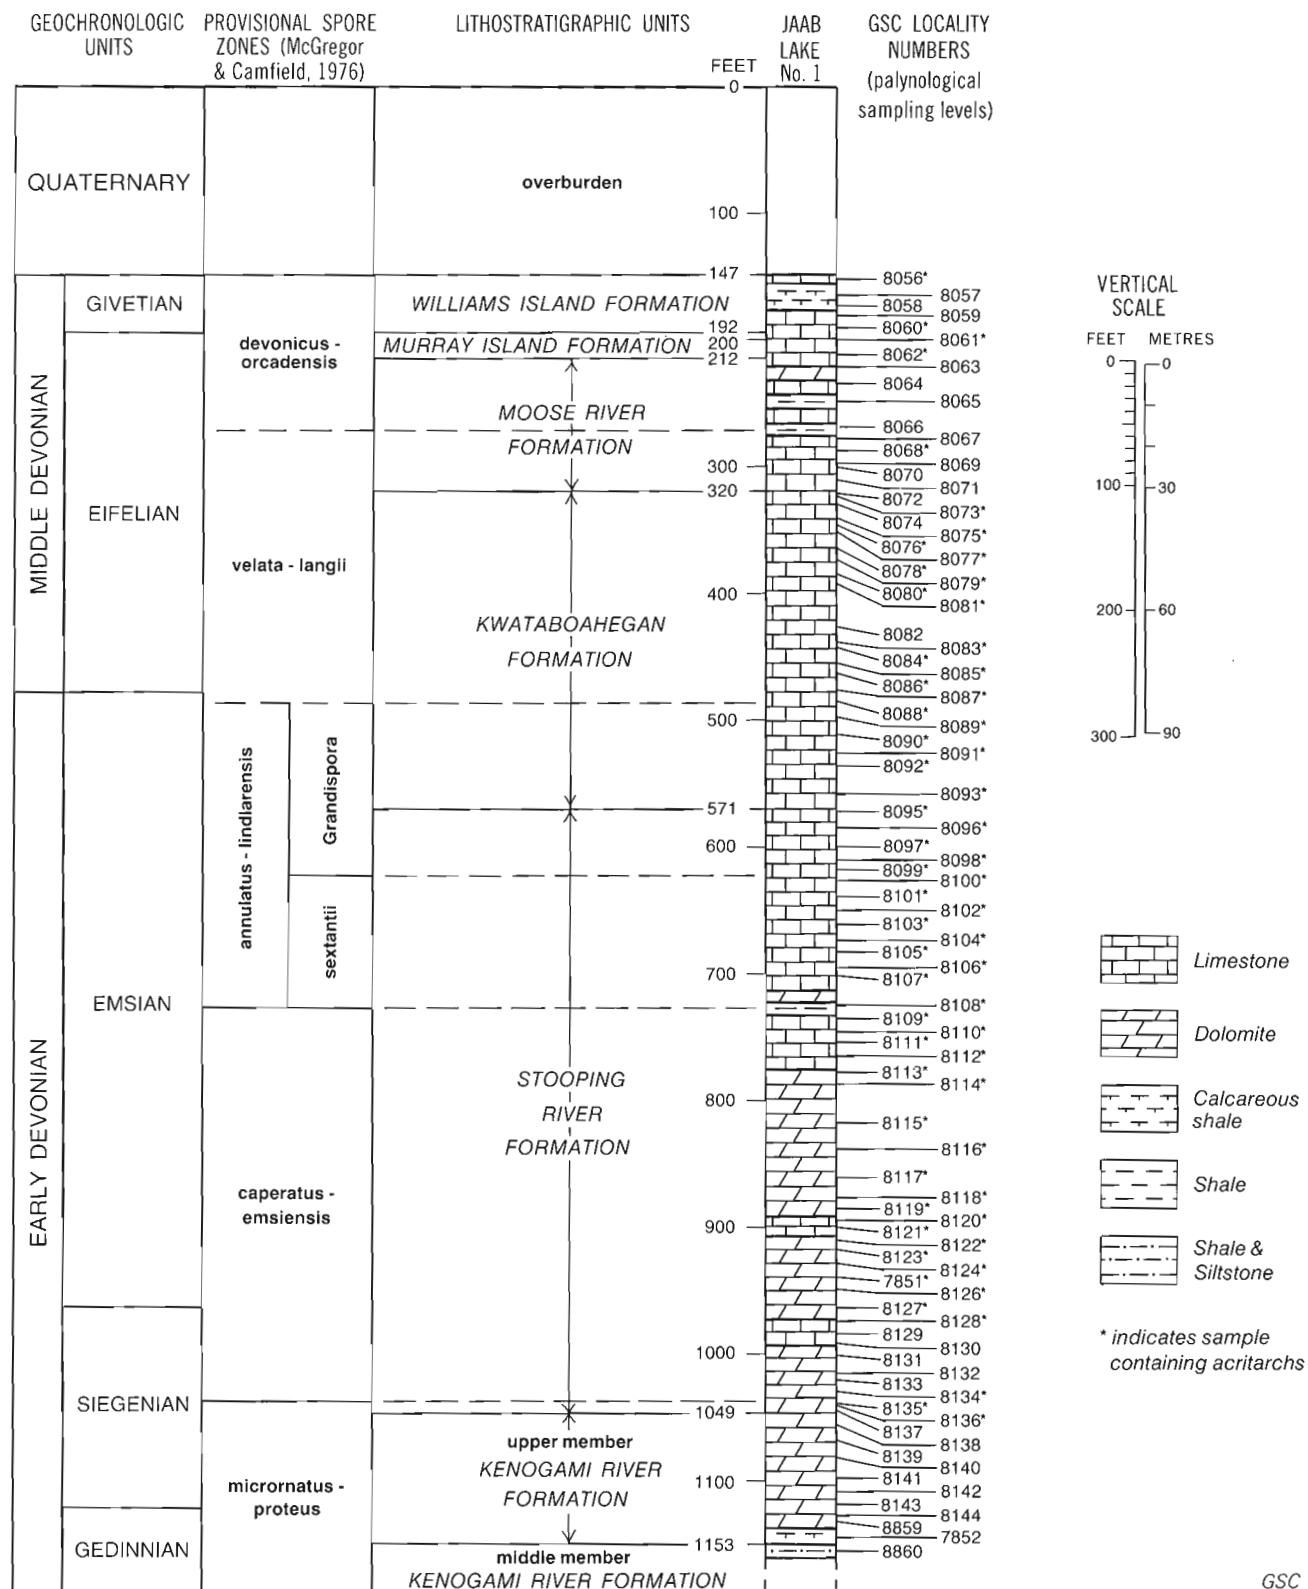 GEOCHRONOLOGIC
UNITS
PROVISIONAL SPORE
ZONES (McGregor
& Camfield, 1976)
LITHOSTRATIGRAPHIC UNITS
FEET
JAAB
LAKE
No. 1
GSC LOCALITY
NUMBERS
(palynological
sampling levels)
QUATERNARY
MIDDLE DEVONIAN
GIVETIAN
EIFELIAN
EARLY DEVONIAN
EMSIAN
SIEGENIAN
GEDINNIAN
devonicus -
orcadensis
velata - langii
annulatus - lindlarensis
Grandispora
sextantii
caperatus -
emsiensis
micrornatus -
proteus
overburden
WILLIAMS ISLAND FORMATION
MURRAY ISLAND FORMATION
MOOSE RIVER
FORMATION
KWATABOAHEGAN
FORMATION
STOOPING
RIVER
FORMATION
upper member
KENOGAMI RIVER
FORMATION
middle member
KENOGAMI RIVER FORMATION
0
100
147
192
200
212
300
320
400
500
571
600
700
800
900
1000
1049
1100
1153
8056*
8057
8058
8059
8060*
8061*
8062*
8063
8064
8065
8066
8067
8068*
8069
8070
8071
8072
8073*
8074
8075*
8076*
8077*
8078*
8079*
8080*
8081*
8082
8083*
8084*
8085*
8086*
8087*
8088*
8089*
8090*
8091*
8092*
8093*
8095*
8096*
8097*
8098*
8099*
8100*
8101*
8102*
8103*
8104*
8105*
8106*
8107*
8108*
8109*
8110*
8111*
8112*
8113*
8114*
8115*
8116*
8117*
8118*
8119*
8120*
8121*
8122*
8123*
8124*
7851*
8126*
8127*
8128*
8129
8130
8131
8132
8133
8134*
8135*
8136*
8137
8138
8139
8140
8141
8142
8143
8144
8859
7852
8860
VERTICAL
SCALE
FEET METRES
0 0
100 30
200 60
300 90
Limestone
Dolomite
Calcareous
shale
Shale
Shale &
Siltstone
* indicates sample
containing acritarchs
GSC